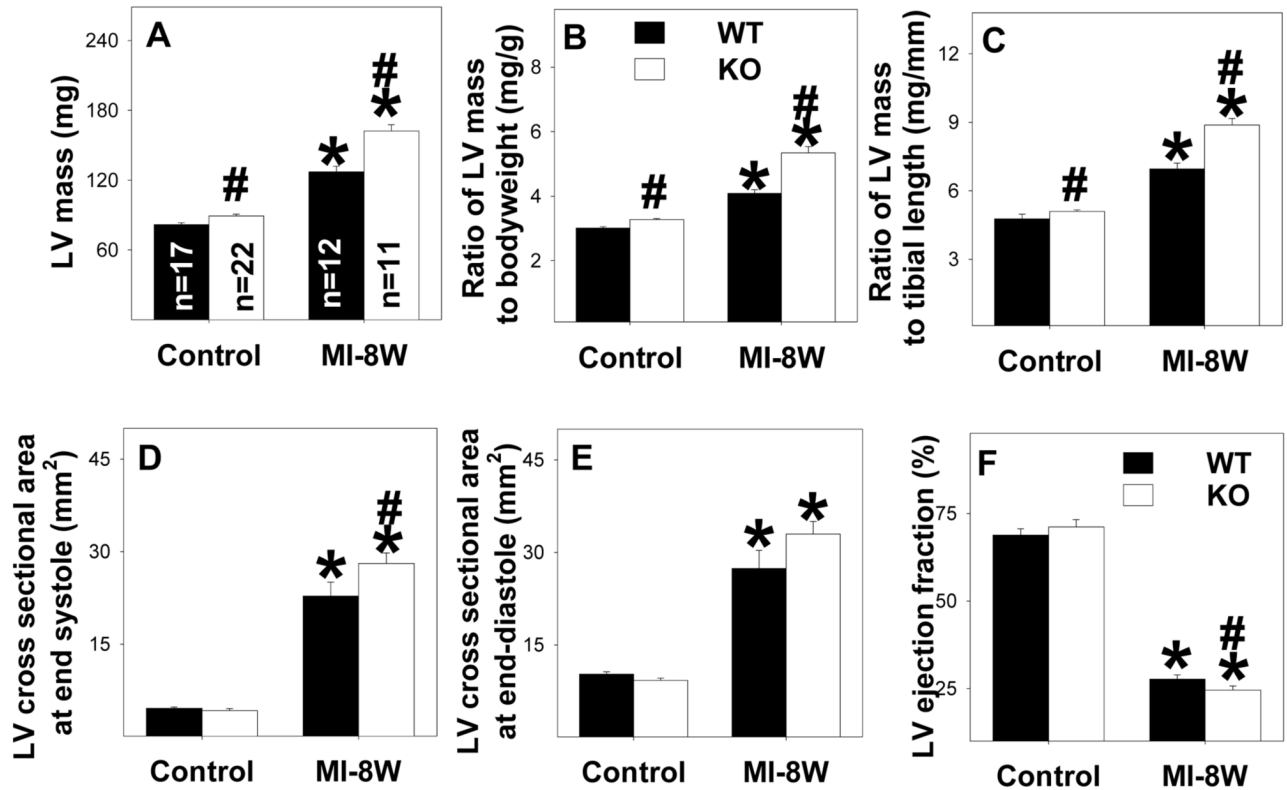 A
LV mass (mg)
240
180
120
60
#
*
#
*
n=17
n=22
n=12
n=11
Control
MI-8W
B
WT
KO
Ratio of LV mass
to bodyweight (mg/g)
8
6
4
2
#
*
#
*
Control
MI-8W
C
Ratio of LV mass
to tibial length (mg/mm)
12
9
6
3
#
*
#
*
Control
MI-8W
D
LV cross sectional area
at end systole (mm²)
45
30
15
*
#
*
Control
MI-8W
E
LV cross sectional area
at end-diastole (mm²)
45
30
15
*
*
Control
MI-8W
F
WT
KO
LV ejection fraction (%)
75
50
25
*
#
*
Control
MI-8W